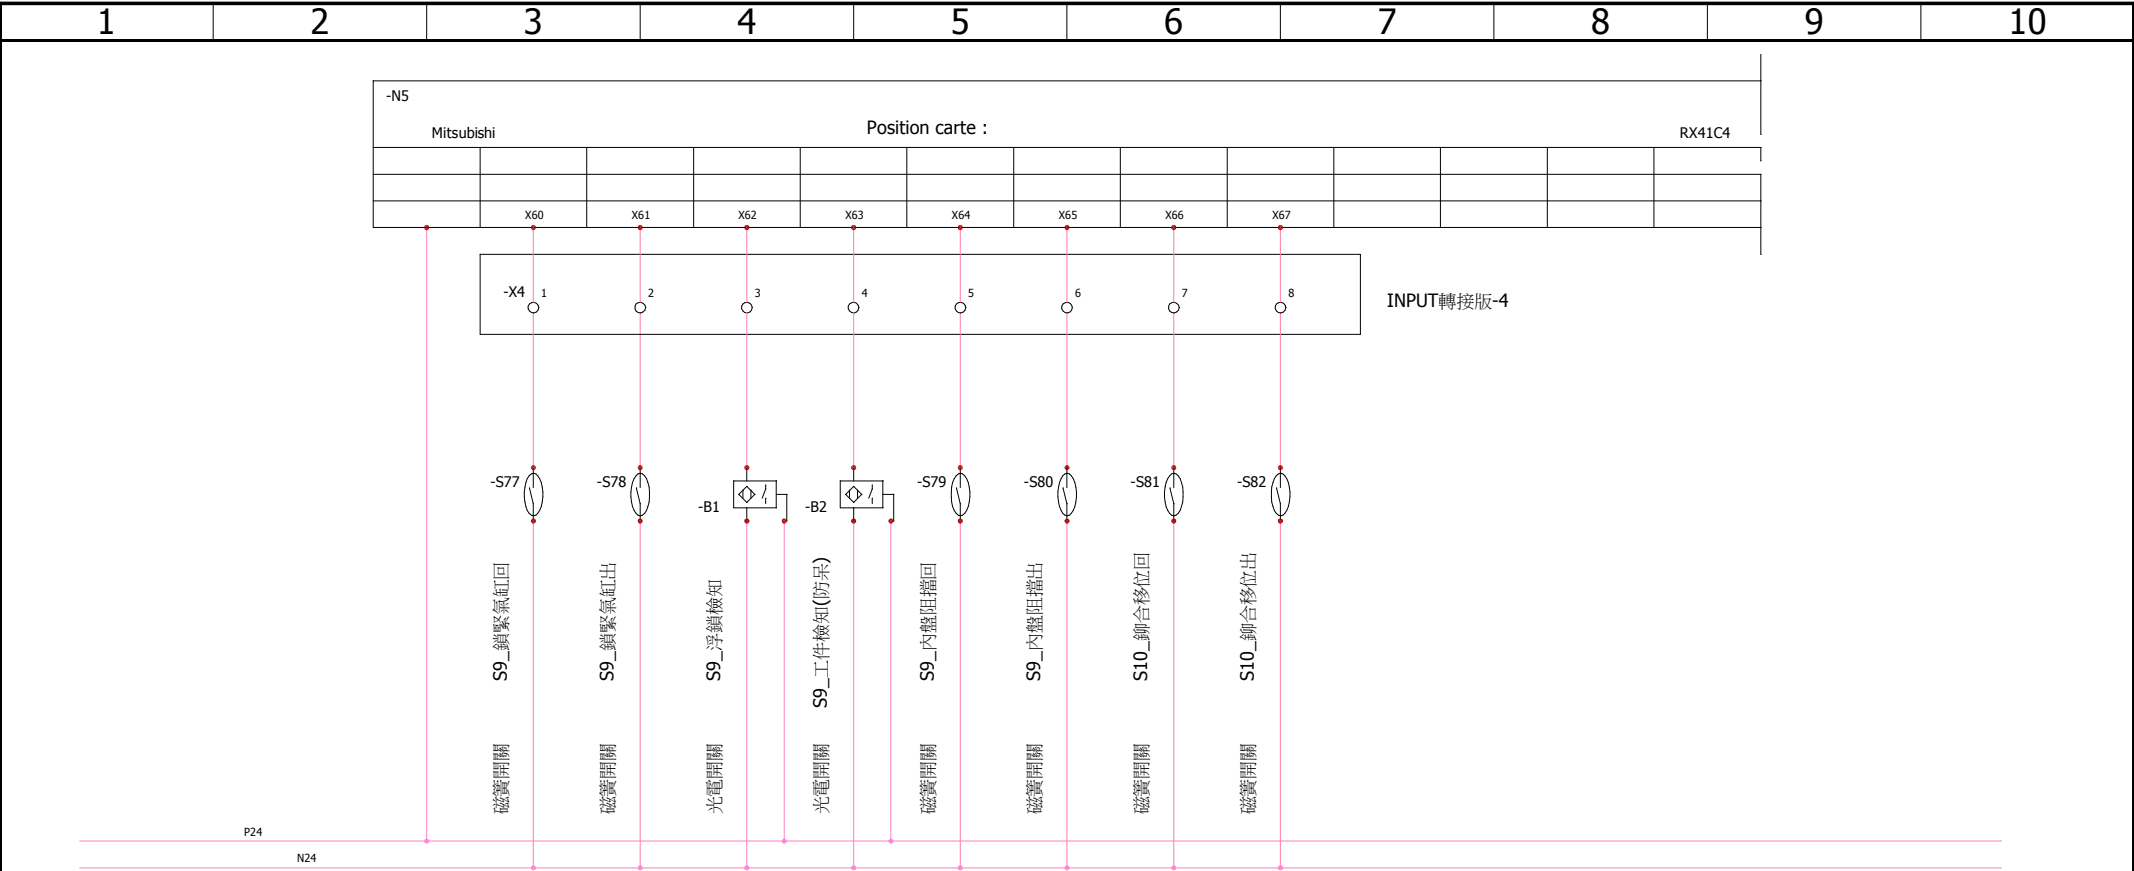 1 2 3 4 5 6 7 8 9 10
-N5
Mitsubishi Position carte : RX41C4
X60 X61 X62 X63 X64 X65 X66 X67
-X4 1 2 3 4 5 6 7 8
INPUT轉接版-4
-S77 -S78 -B1 -B2 -S79 -S80 -S81 -S82
S9_鎖緊氣缸回
S9_鎖緊氣缸出
S9_浮鎖檢知
S9_工件檢知(防呆)
S9_內盤阻擋回
S9_內盤阻擋出
S10_鉚合移位回
S10_鉚合移位出
磁簧開關
磁簧開關
光電開關
光電開關
磁簧開關
磁簧開關
磁簧開關
磁簧開關
P24
N24